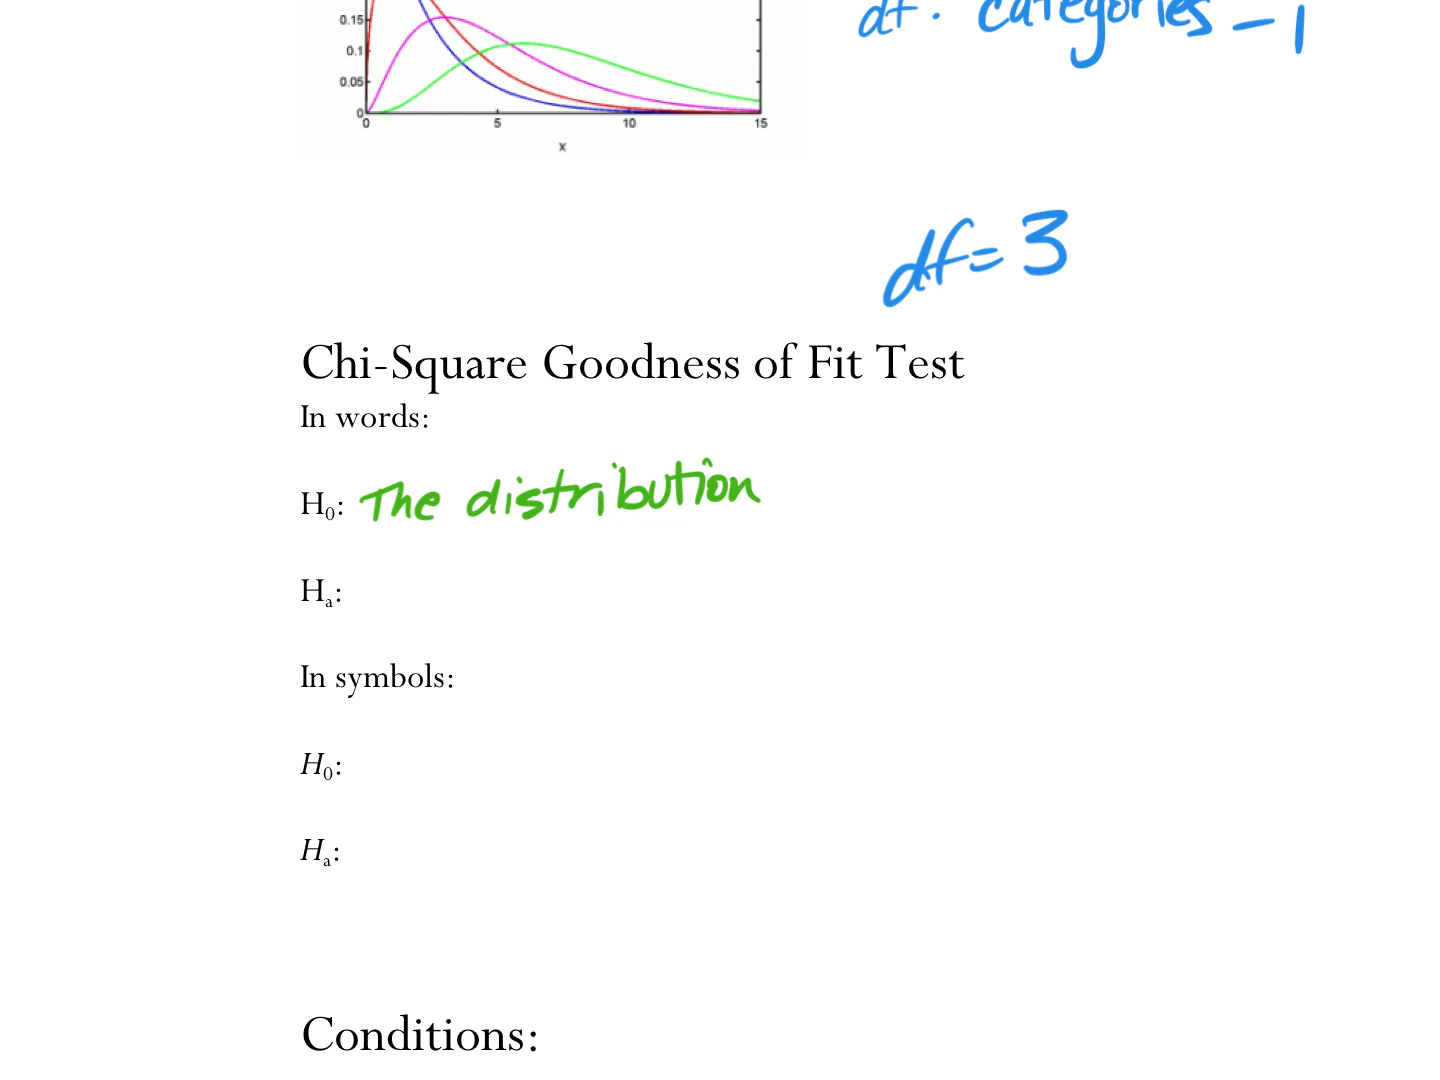 0.15
df: categories - 1
0.1
0.05
0
0 5 10 15
x
df = 3
Chi-Square Goodness of Fit Test
In words:
H₀: The distribution
Hₐ:
In symbols:
H₀:
Hₐ:
Conditions: